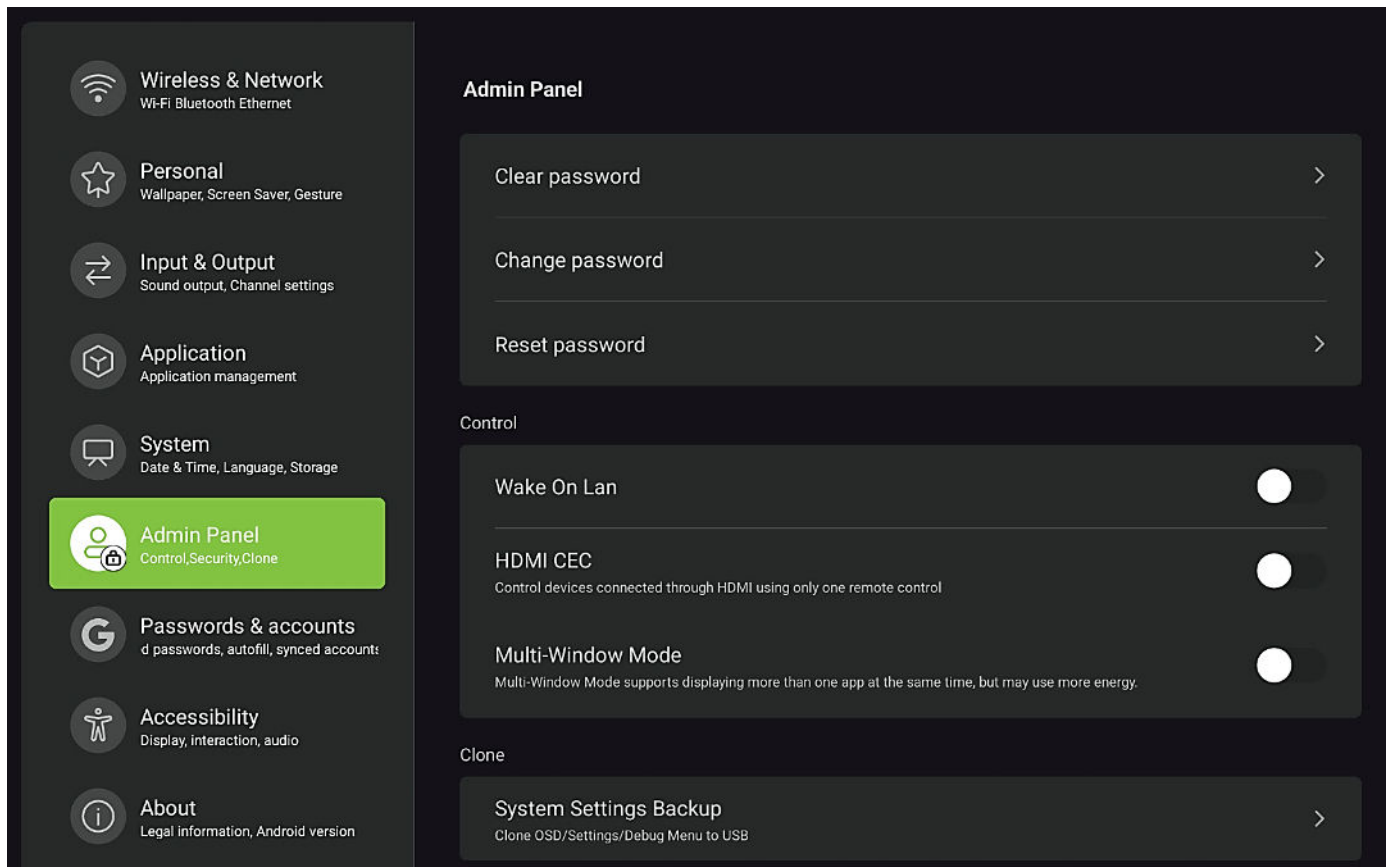 Wireless & Network
Wi-Fi Bluetooth Ethernet
Personal
Wallpaper, Screen Saver, Gesture
Input & Output
Sound output, Channel settings
Application
Application management
System
Date & Time, Language, Storage
Admin Panel
Control,Security,Clone
Passwords & accounts
d passwords, autofill, synced accounts
Accessibility
Display, interaction, audio
About
Legal information, Android version
Admin Panel
Clear password
Change password
Reset password
Control
Wake On Lan
HDMI CEC
Control devices connected through HDMI using only one remote control
Multi-Window Mode
Multi-Window Mode supports displaying more than one app at the same time, but may use more energy.
Clone
System Settings Backup
Clone OSD/Settings/Debug Menu to USB